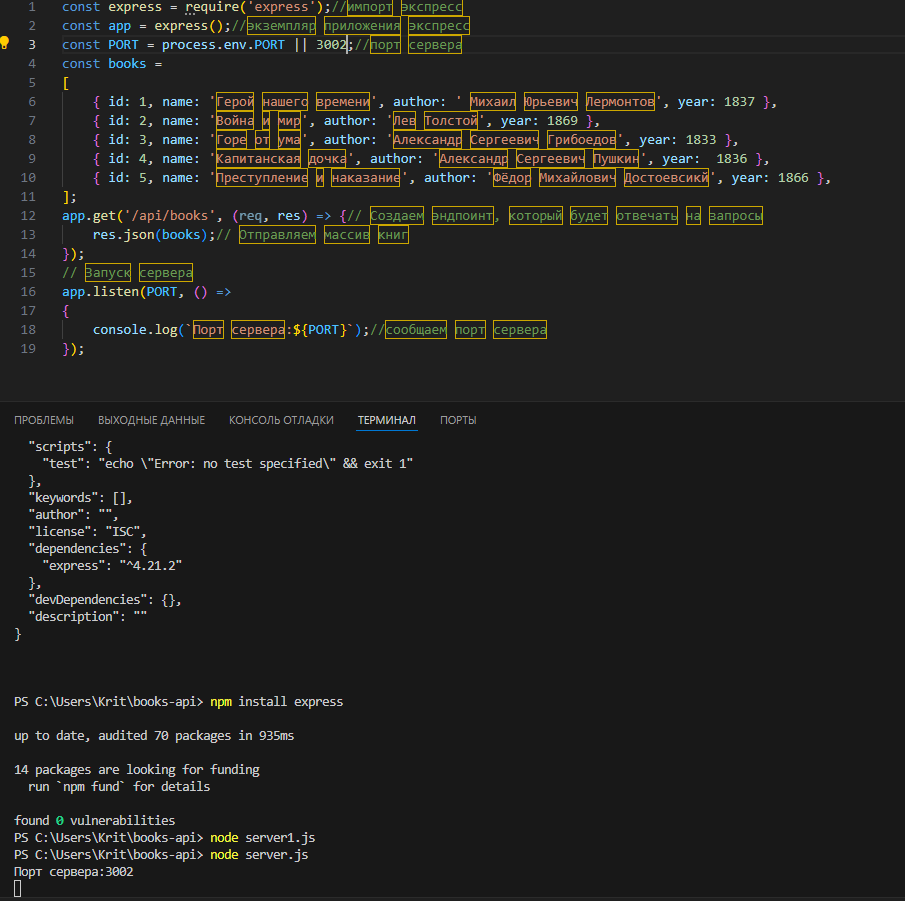 1 const express = require('express');//импорт экспресс
2 const app = express();//экземпляр приложения экспресс
3 const PORT = process.env.PORT || 3002;//порт сервера
4 const books =
5 [
6 { id: 1, name: 'Герой нашего времени', author: ' Михаил Юрьевич Лермонтов', year: 1837 },
7 { id: 2, name: 'Война и мир', author: 'Лев Толстой', year: 1869 },
8 { id: 3, name: 'Горе от ума', author: 'Александр Сергеевич Грибоедов', year: 1833 },
9 { id: 4, name: 'Капитанская дочка', author: 'Александр Сергеевич Пушкин', year:  1836 },
10 { id: 5, name: 'Преступление и наказание', author: 'Фёдор Михайлович Достоевсикй', year: 1866 },
11 ];
12 app.get('/api/books', (req, res) => {// Создаем эндпоинт, который будет отвечать на запросы
13 res.json(books);// Отправляем массив книг
14 });
15 // Запуск сервера
16 app.listen(PORT, () =>
17 {
18 console.log(`Порт сервера:${PORT}`);//сообщаем порт сервера
19 });
ПРОБЛЕМЫ ВЫХОДНЫЕ ДАННЫЕ КОНСОЛЬ ОТЛАДКИ ТЕРМИНАЛ ПОРТЫ
"scripts": {
"test": "echo \"Error: no test specified\" && exit 1"
},
"keywords": [],
"author": "",
"license": "ISC",
"dependencies": {
"express": "^4.21.2"
},
"devDependencies": {},
"description": ""
}
PS C:\Users\Krit\books-api> npm install express
up to date, audited 70 packages in 935ms
14 packages are looking for funding
run `npm fund` for details
found 0 vulnerabilities
PS C:\Users\Krit\books-api> node server1.js
PS C:\Users\Krit\books-api> node server.js
Порт сервера:3002